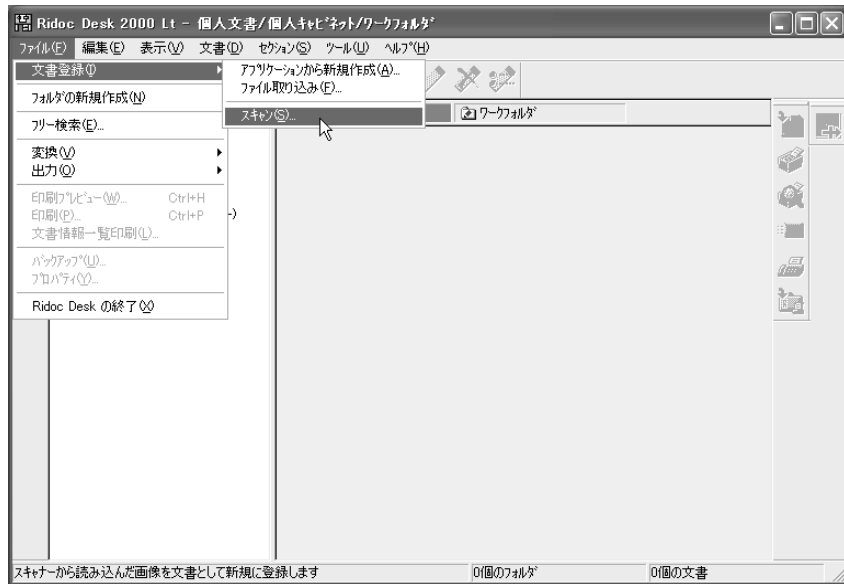 Ridoc Desk 2000 Lt - 個人文書/個人ｷｬﾋﾞﾈｯﾄ/ﾜｰｸﾌｫﾙﾀﾞ
ﾌｧｲﾙ(F) 編集(E) 表示(V) 文書(D) ｾｸｼｮﾝ(S) ﾂｰﾙ(U) ﾍﾙﾌﾟ(H)
文書登録(I)
ｱﾌﾟﾘｹｰｼｮﾝから新規作成(A)...
ﾌｧｲﾙ取り込み(F)...
ｽｷｬﾝ(S)...
ﾌｫﾙﾀﾞの新規作成(N)
ﾌﾘｰ検索(E)...
変換(V)
出力(O)
印刷ﾌﾟﾚﾋﾞｭｰ(W)... Ctrl+H
印刷(P)... Ctrl+P
文書情報一覧印刷(L)...
ﾊﾞｯｸｱｯﾌﾟ(U)...
ﾌﾟﾛﾊﾟﾃｨ(Y)...
Ridoc Desk の終了(X)
ﾜｰｸﾌｫﾙﾀﾞ
-)
ｽｷｬﾅｰから読み込んだ画像を文書として新規に登録します 0個のﾌｫﾙﾀﾞ 0個の文書